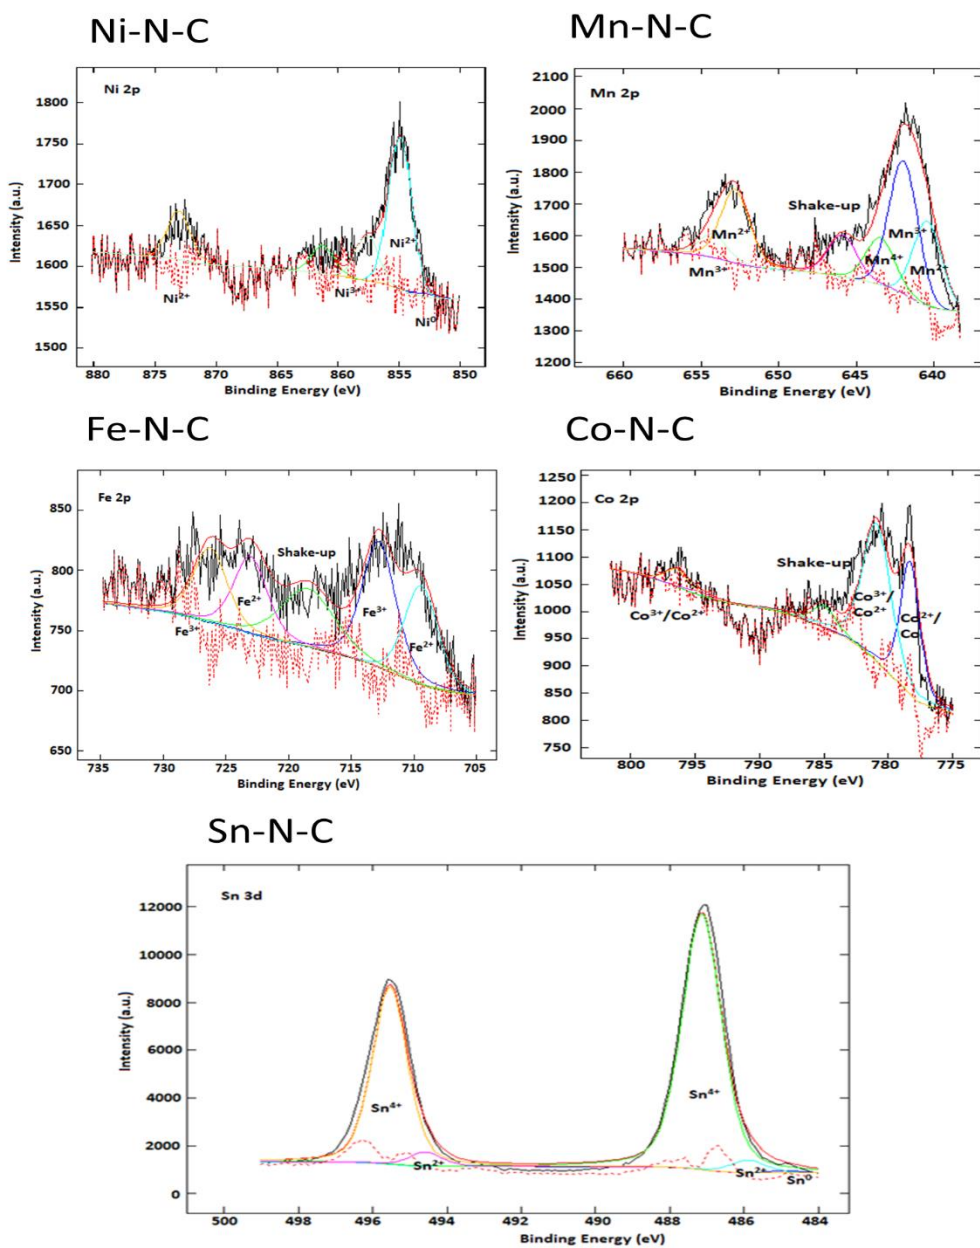 Ni-N-C
Mn-N-C
Ni 2p
1800
1750
1700
1650
1600
1550
1500
Intensity (a.u.)
Ni²⁺
Ni³⁺
Ni²⁺
Ni⁰
880 875 870 865 860 855 850
Binding Energy (eV)
Mn 2p
2100
2000
1900
1800
1700
1600
1500
1400
1300
1200
Intensity (a.u.)
Shake-up
Mn²⁺
Mn³⁺
Mn³⁺
Mn⁴⁺
Mn²⁺
660 655 650 645 640
Binding Energy (eV)
Fe-N-C
Co-N-C
Fe 2p
850
800
750
700
650
Intensity (a.u.)
Shake-up
Fe²⁺
Fe³⁺
Fe³⁺
Fe²⁺
735 730 725 720 715 710 705
Binding Energy (eV)
Co 2p
1250
1200
1150
1100
1050
1000
950
900
850
800
750
Intensity (a.u.)
Shake-up
Co³⁺/Co²⁺
Co³⁺/
Co²⁺
Co²⁺/
Co
800 795 790 785 780 775
Binding Energy (eV)
Sn-N-C
Sn 3d
12000
10000
8000
6000
4000
2000
0
Intensity (a.u.)
Sn⁴⁺
Sn⁴⁺
Sn²⁺
Sn²⁺
Sn⁰
500 498 496 494 492 490 488 486 484
Binding Energy (eV)